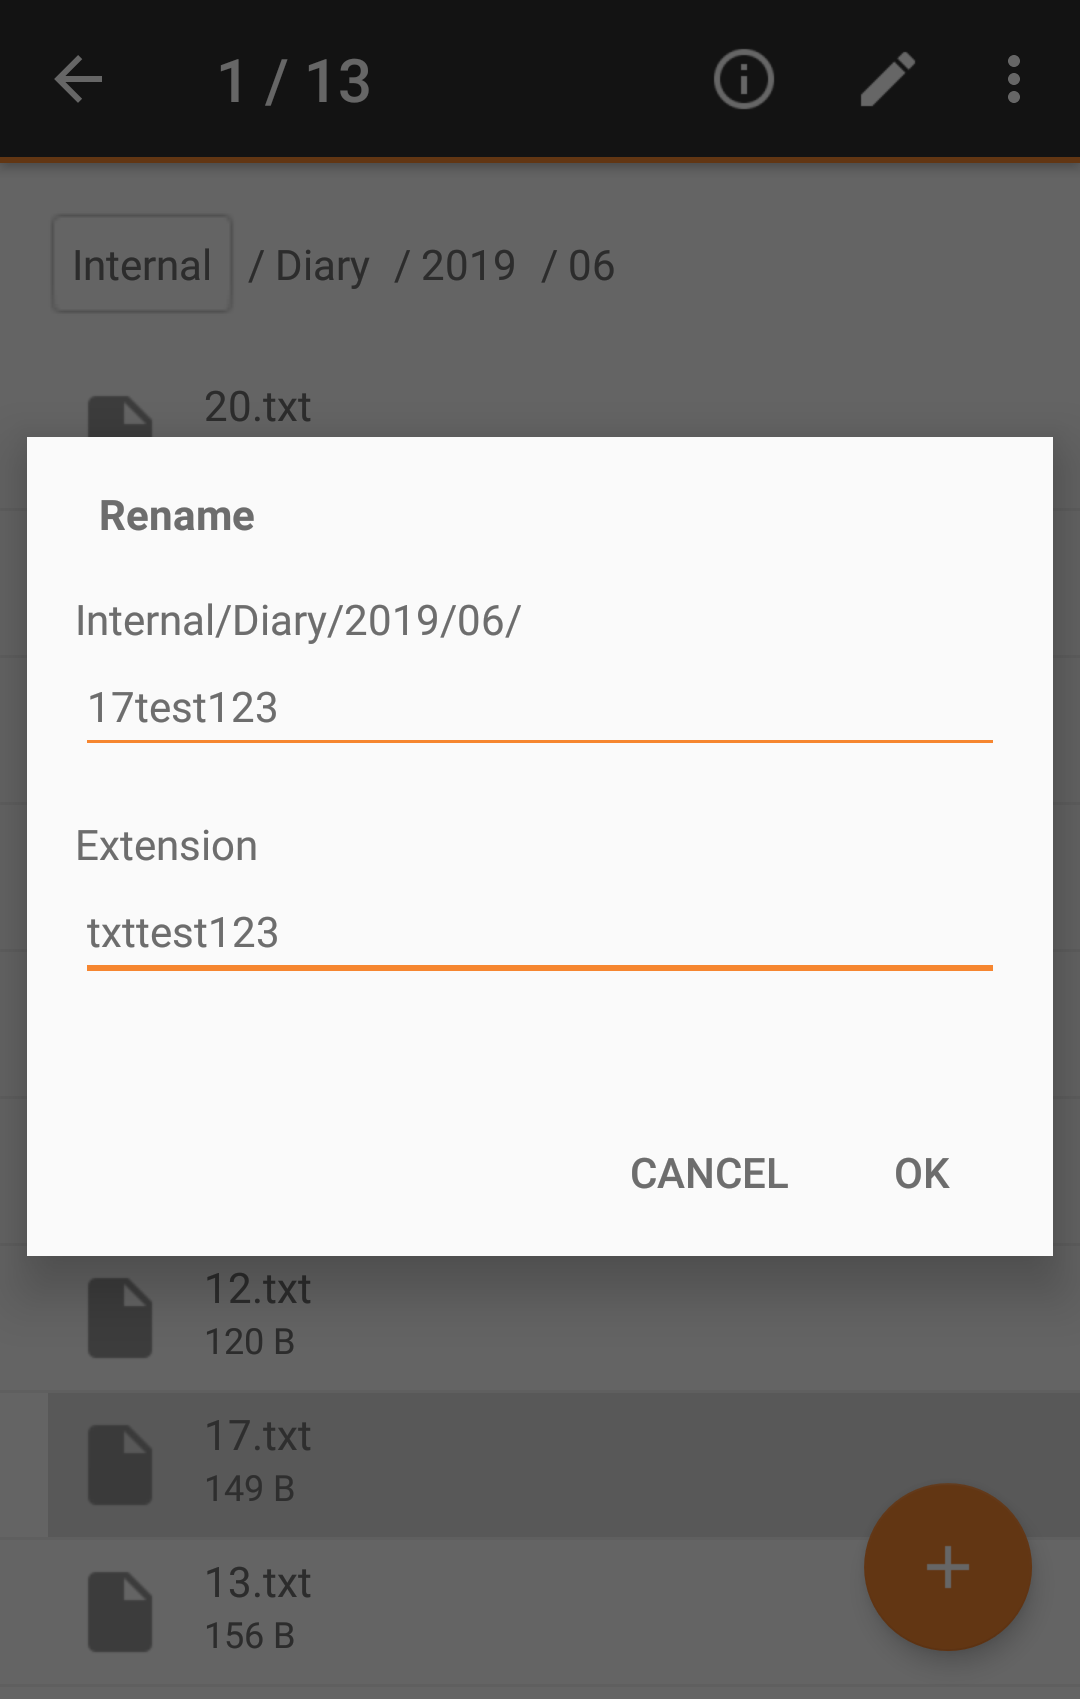 1 / 13
Internal / Diary / 2019 / 06
20.txt
Rename
Internal/Diary/2019/06/
17test123
Extension
txttest123
CANCEL OK
12.txt
120 B
17.txt
149 B
13.txt
156 B